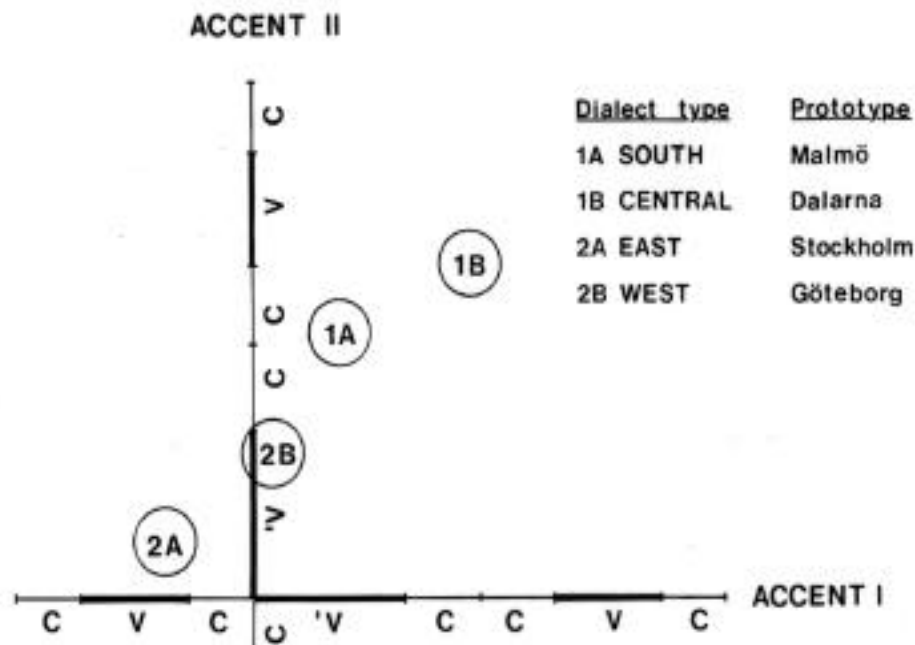 ACCENT II
C
V
C
C
'V
C
Dialect type Prototype
1A SOUTH Malmö
1B CENTRAL Dalarna
2A EAST Stockholm
2B WEST Göteborg
1B
1A
2B
2A
C V C 'V C C V C
ACCENT I